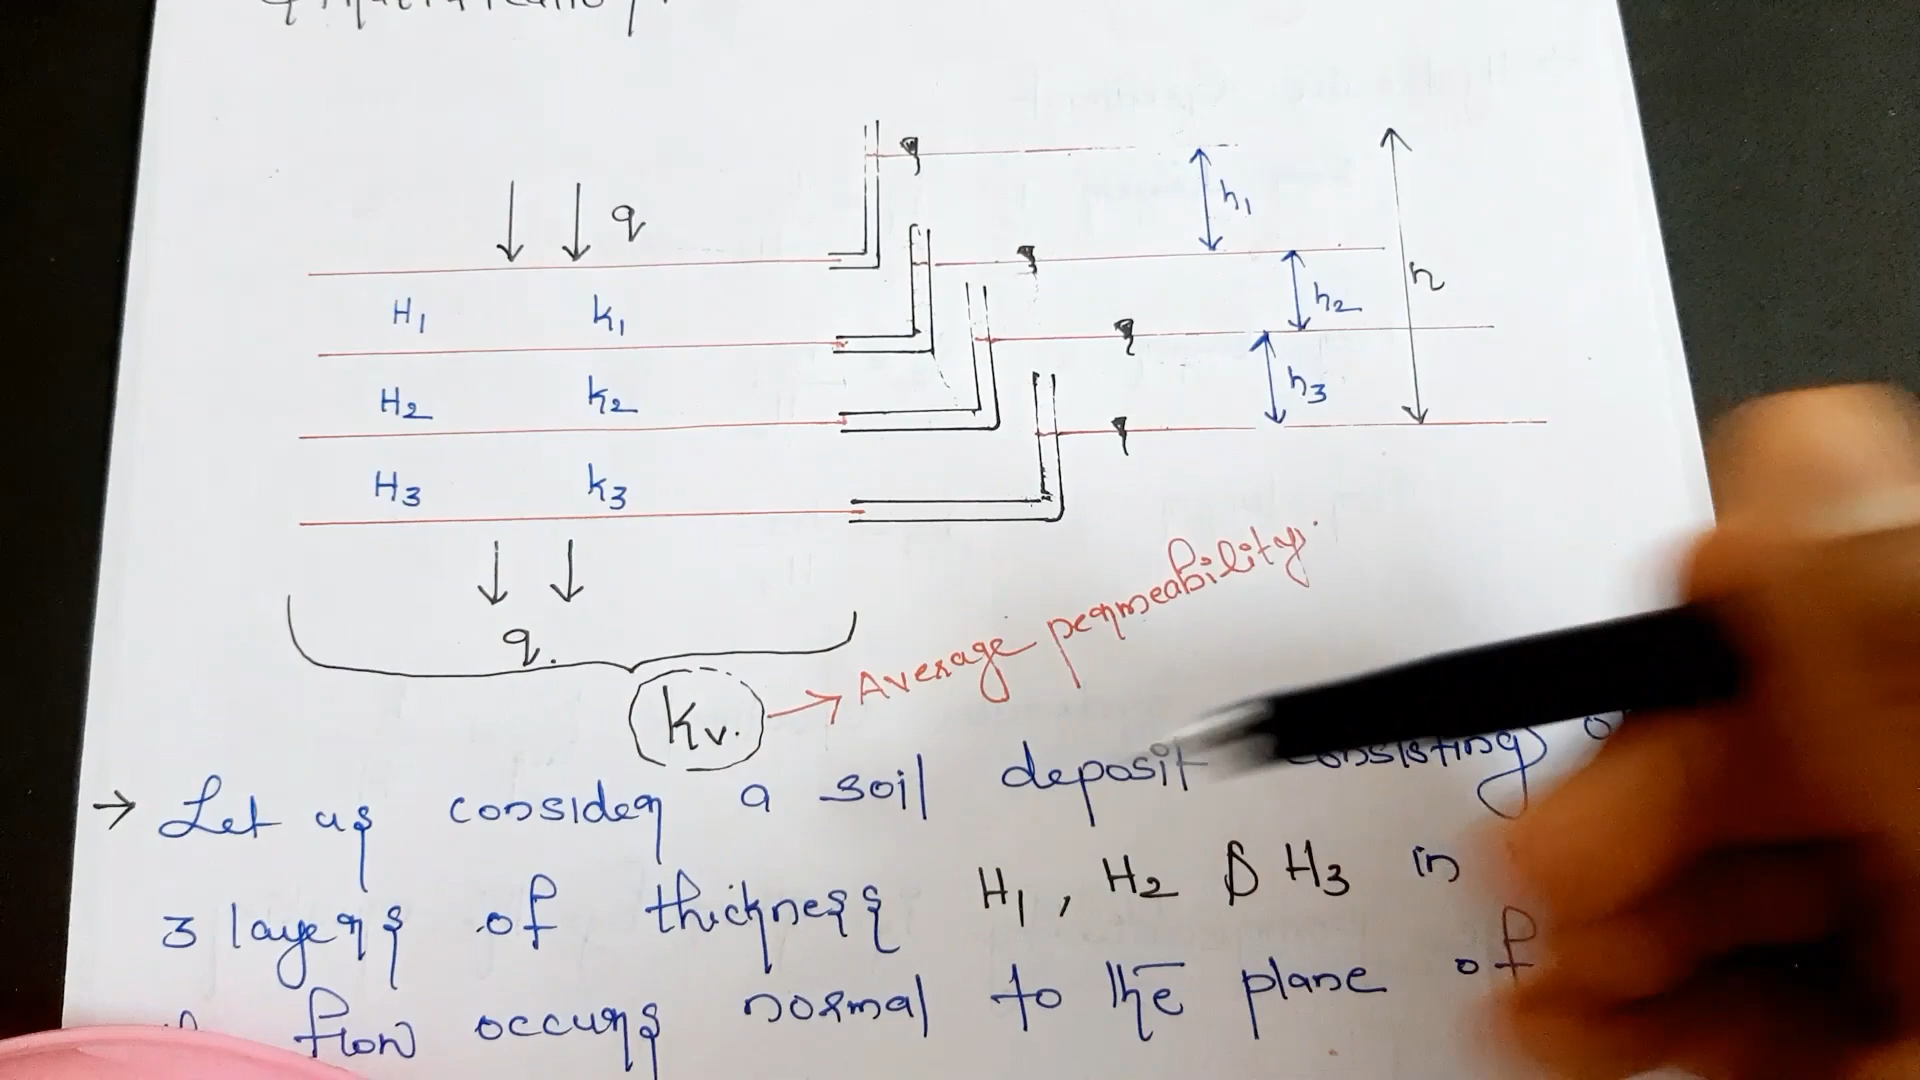 q
h1
H1 k1
h2
h
H2 k2
h3
H3 k3
q.
kv. → Average permeability.
→ Let us consider a soil deposit consisting
3 layers of thickness H1, H2 & H3 in
flow occurs normal to the plane of